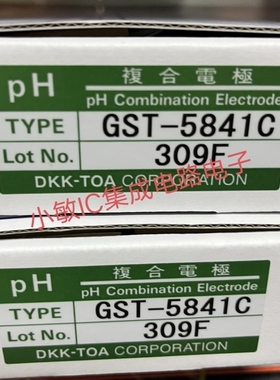 pH 複合電極
pH Combination Electrode
TYPE GST-5841C
Lot No. 309F
DKK-TOA CORPORATION
小敏IC集成电路电子
pH 複合電極
pH Combination Electrode
TYPE GST-5841C
Lot No. 309F
DKK-TOA CORPORATION